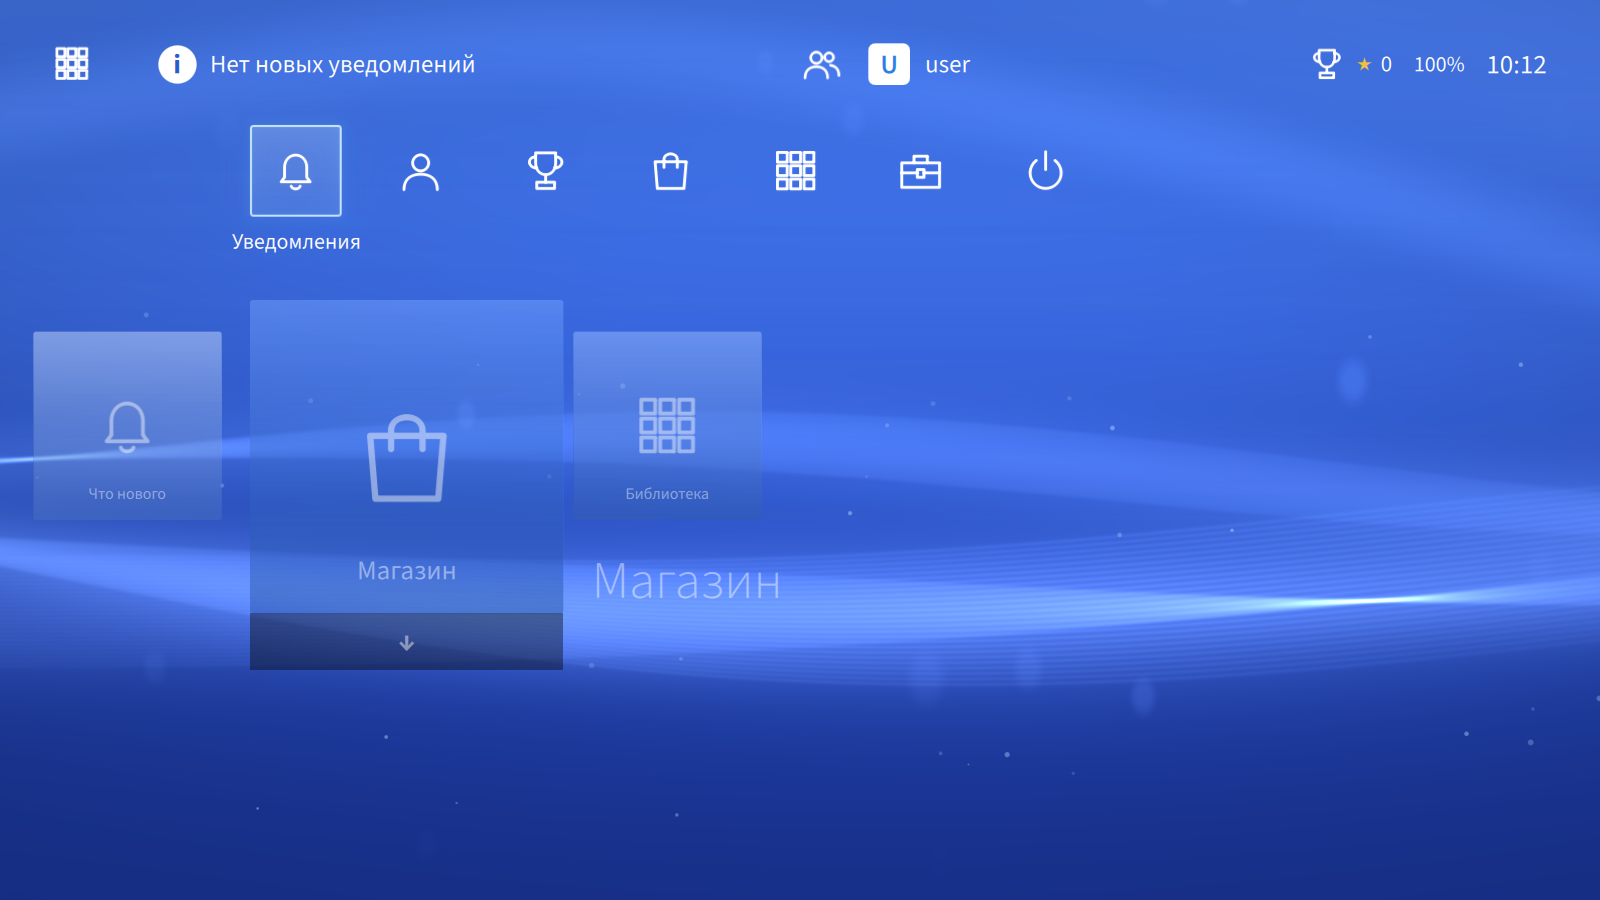 Нет новых уведомлений
U
user
0
100%
10:12
Уведомления
Что нового
Магазин
Библиотека
Магазин